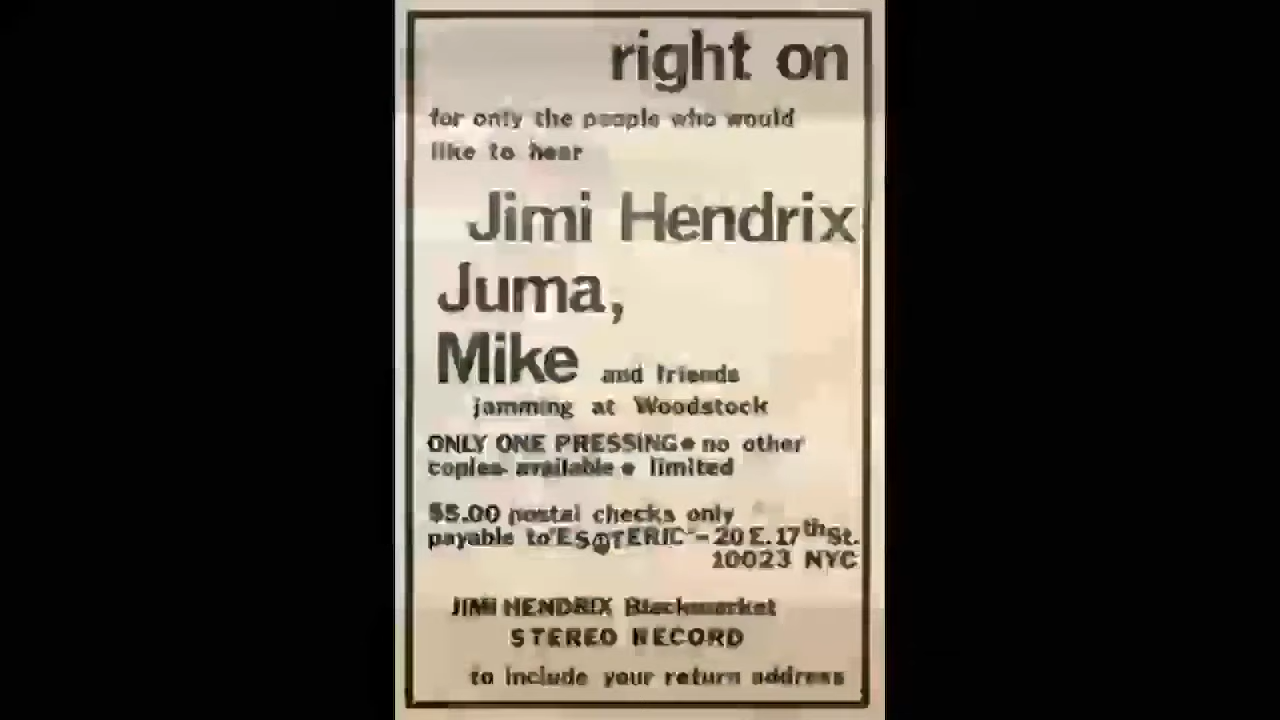 right on
for only the people who would
like to hear
Jimi Hendrix
Juma,
Mike and friends
jamming at Woodstock
ONLY ONE PRESSING • no other
copies available • limited
$5.00 postal checks only
payable to "ESOTERIC" - 20 E. 17th St.
10023 NYC
JIMI HENDRIX Blackmarket
STEREO RECORD
to include your return address